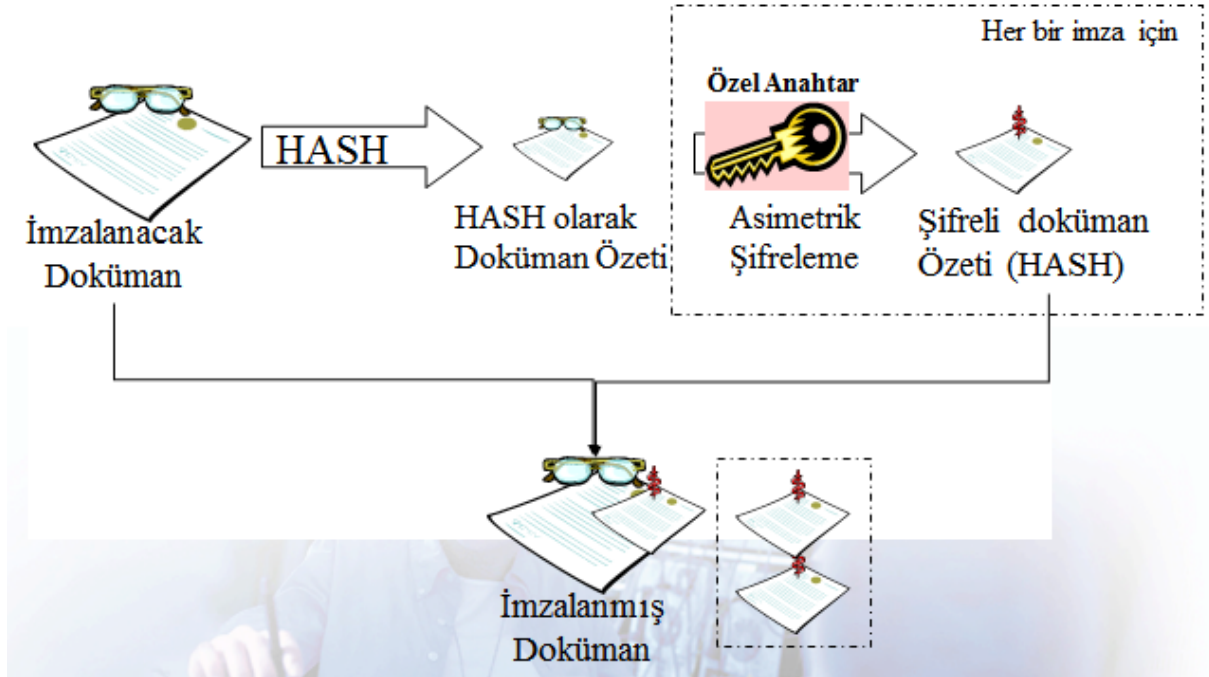 Her bir imza için
Özel Anahtar
HASH
İmzalanacak
Doküman
HASH olarak
Doküman Özeti
Asimetrik
Şifreleme
Şifreli doküman
Özeti (HASH)
İmzalanmış
Doküman